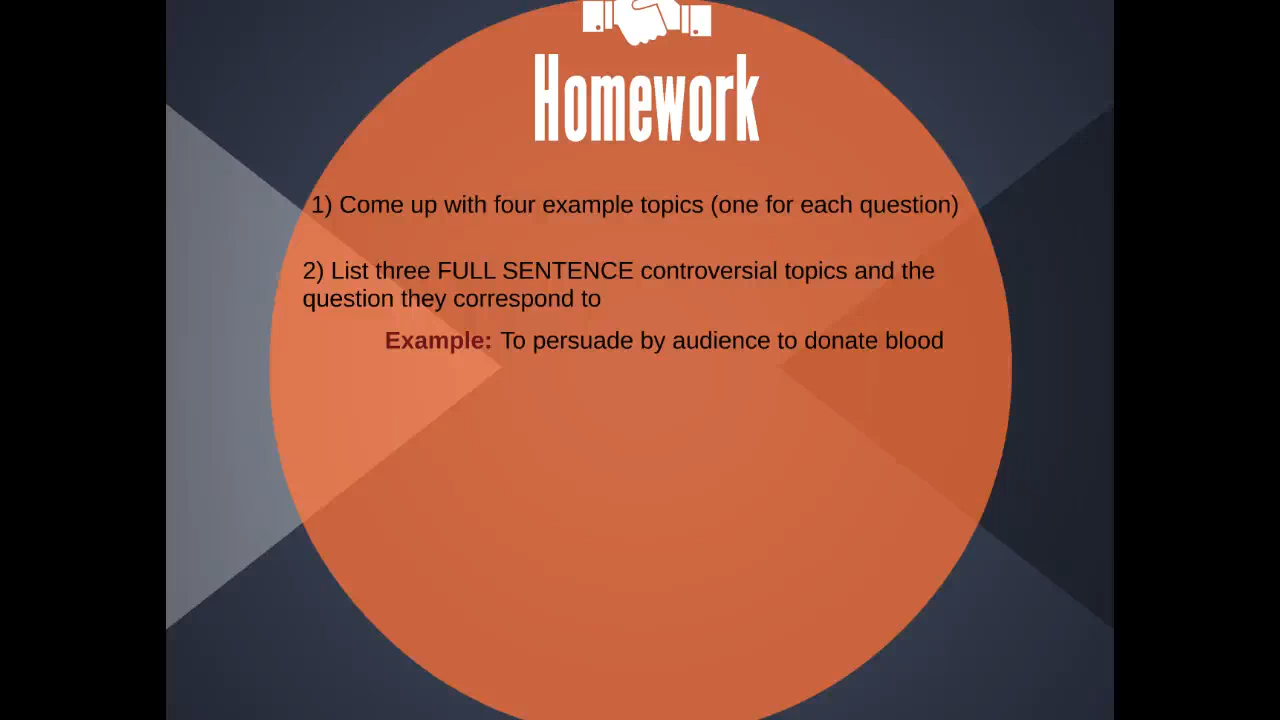 Homework
1) Come up with four example topics (one for each question)
2) List three FULL SENTENCE controversial topics and the
question they correspond to
Example: To persuade by audience to donate blood